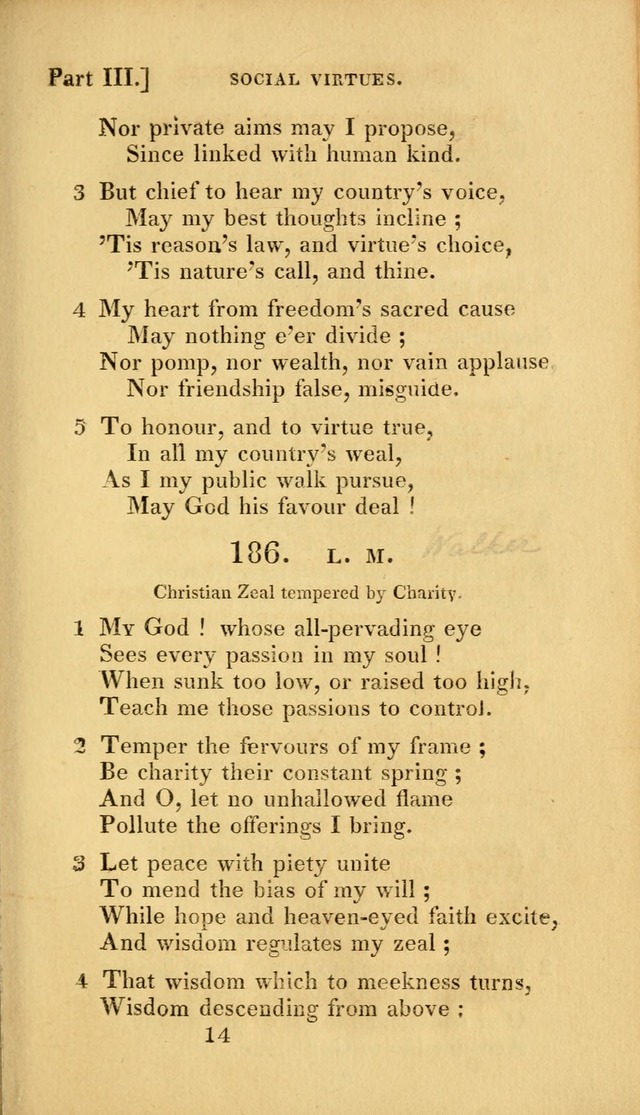 Part III.] SOCIAL VIRTUES.
Nor private aims may I propose,
Since linked with human kind.
3 But chief to hear my country's voice,
May my best thoughts incline ;
'Tis reason's law, and virtue's choice,
'Tis nature's call, and thine.
4 My heart from freedom's sacred cause
May nothing e'er divide ;
Nor pomp, nor wealth, nor vain applause
Nor friendship false, misguide.
5 To honour, and to virtue true,
In all my country's weal,
As I my public walk pursue,
May God his favour deal !
186. L. M. Walker
Christian Zeal tempered by Charity.
1 MY God ! whose all-pervading eye
Sees every passion in my soul !
When sunk too low, or raised too high,
Teach me those passions to control.
2 Temper the fervours of my frame ;
Be charity their constant spring ;
And O, let no unhallowed flame
Pollute the offerings I bring.
3 Let peace with piety unite
To mend the bias of my will ;
While hope and heaven-eyed faith excite,
And wisdom regulates my zeal ;
4 That wisdom which to meekness turns,
Wisdom descending from above :
14